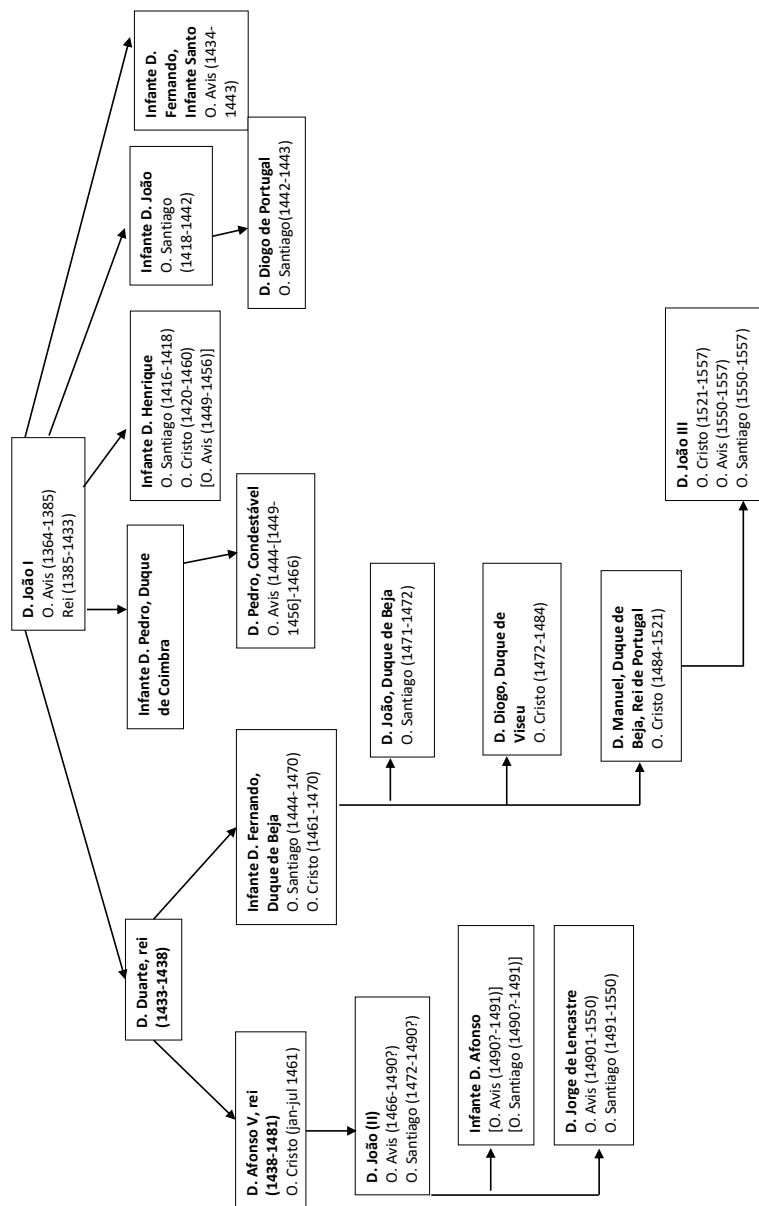 D. João I
O. Avis (1364-1385)
Rei (1385-1433)
D. Duarte, rei
(1433-1438)
Infante D. Pedro, Duque
de Coimbra
Infante D. Henrique
O. Santiago (1416-1418)
O. Cristo (1420-1460)
[O. Avis (1449-1456)]
Infante D. João
O. Santiago
(1418-1442)
Infante D.
Fernando,
Infante Santo
O. Avis (1434-
1443)
D. Afonso V, rei
(1438-1481)
O. Cristo (jan-jul 1461)
Infante D. Fernando,
Duque de Beja
O. Santiago (1444-1470)
O. Cristo (1461-1470)
D. Pedro, Condestável
O. Avis (1444-[1449-
1456]-1466)
D. Diogo de Portugal
O. Santiago(1442-1443)
D. João (II)
O. Avis (1466-1490?)
O. Santiago (1472-1490?)
D. João, Duque de Beja
O. Santiago (1471-1472)
Infante D. Afonso
[O. Avis (1490?-1491)]
[O. Santiago (1490?-1491)]
D. Diogo, Duque de
Viseu
O. Cristo (1472-1484)
D. Jorge de Lencastre
O. Avis (14901-1550)
O. Santiago (1491-1550)
D. Manuel, Duque de
Beja, Rei de Portugal
O. Cristo (1484-1521)
D. João III
O. Cristo (1521-1557)
O. Avis (1550-1557)
O. Santiago (1550-1557)